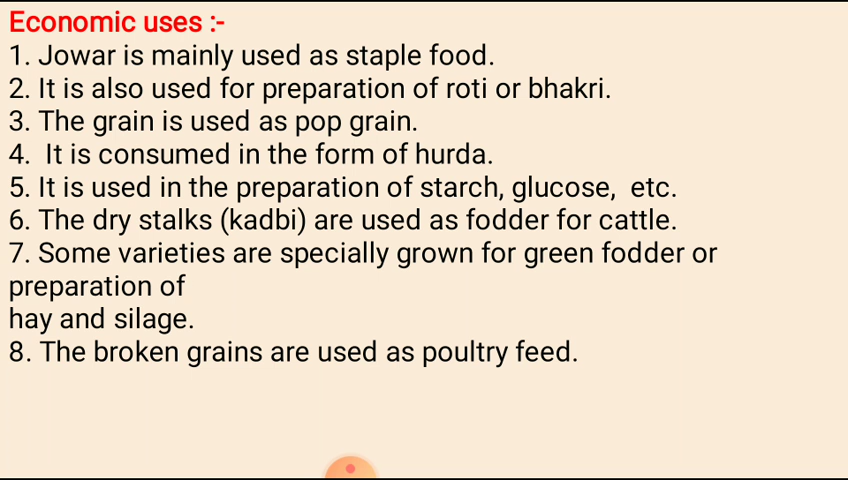 Economic uses :-
1. Jowar is mainly used as staple food.
2. It is also used for preparation of roti or bhakri.
3. The grain is used as pop grain.
4.  It is consumed in the form of hurda.
5. It is used in the preparation of starch, glucose,  etc.
6. The dry stalks (kadbi) are used as fodder for cattle.
7. Some varieties are specially grown for green fodder or
preparation of
hay and silage.
8. The broken grains are used as poultry feed.